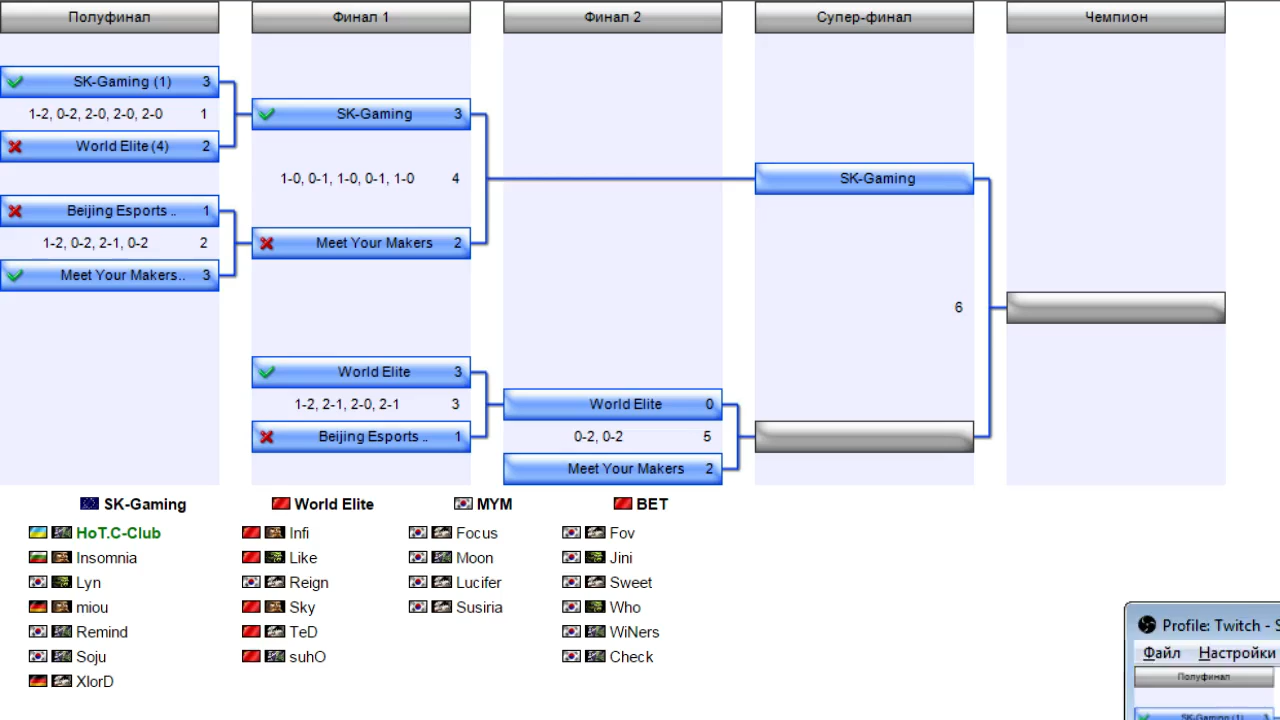 Полуфинал Финал 1 Финал 2 Супер-финал Чемпион
SK-Gaming (1) 3
1-2, 0-2, 2-0, 2-0, 2-0 1
World Elite (4) 2
Beijing Esports .. 1
1-2, 0-2, 2-1, 0-2 2
Meet Your Makers.. 3
SK-Gaming 3
1-0, 0-1, 1-0, 0-1, 1-0 4
Meet Your Makers 2
World Elite 3
1-2, 2-1, 2-0, 2-1 3
Beijing Esports .. 1
World Elite 0
0-2, 0-2 5
Meet Your Makers 2
SK-Gaming
6
SK-Gaming
HoT.C-Club
Insomnia
Lyn
miou
Remind
Soju
XlorD
World Elite
Infi
Like
Reign
Sky
TeD
suhO
MYM
Focus
Moon
Lucifer
Susiria
BET
Fov
Jini
Sweet
Who
WiNers
Check
Profile: Twitch - S
Файл Настройки
Полуфинал
SK-Gaming (1) 3